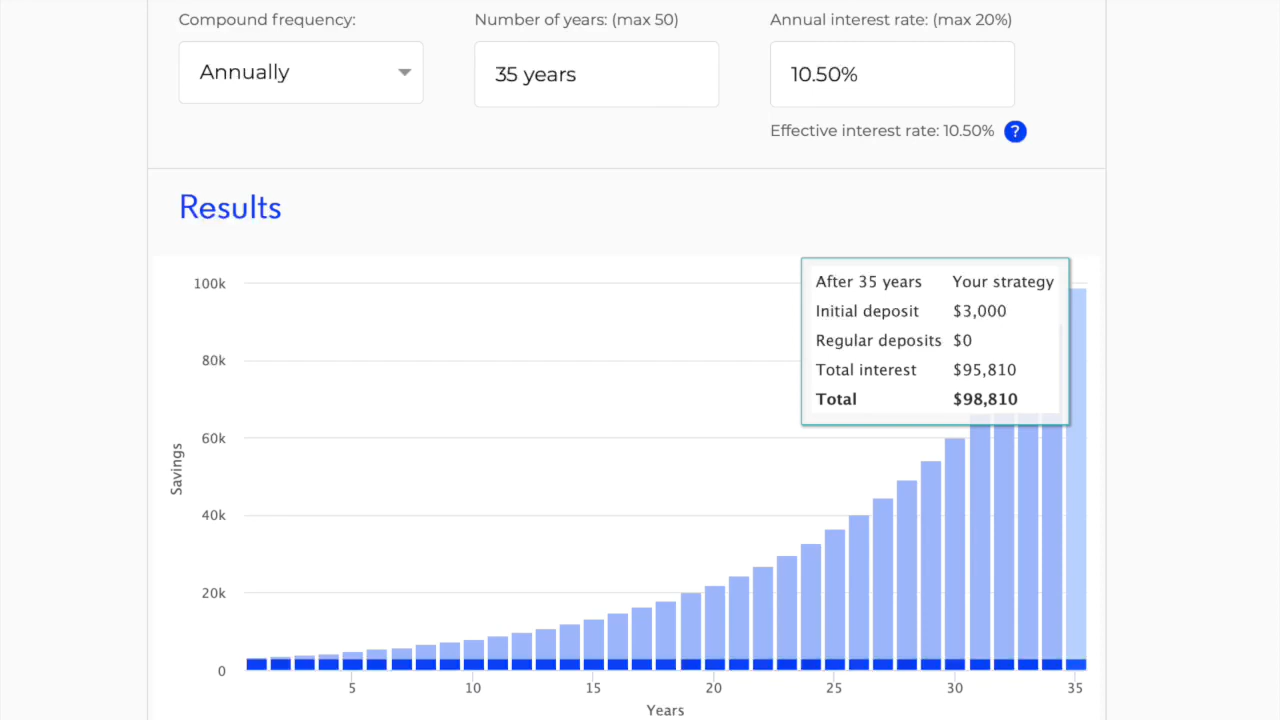 Compound frequency: Number of years: (max 50) Annual interest rate: (max 20%)
Annually 35 years 10.50%
Effective interest rate: 10.50% ?
Results
100k
80k
60k
40k
20k
0
Savings
After 35 years Your strategy
Initial deposit $3,000
Regular deposits $0
Total interest $95,810
Total $98,810
5 10 15 20 25 30 35
Years